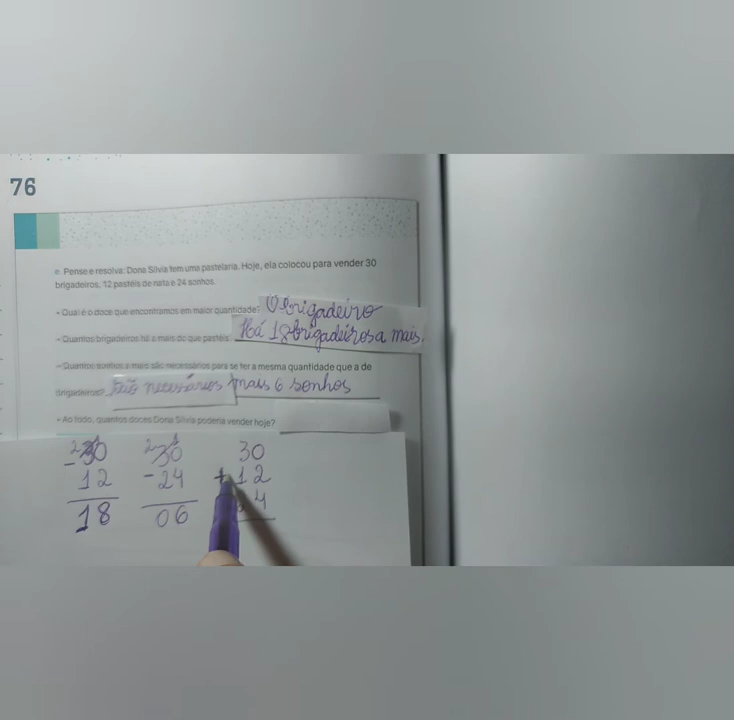 76
e Pense e resolva: Dona Silvia tem uma pastelaria. Hoje, ela colocou para vender 30
brigadeiros, 12 pastéis de nata e 24 sonhos.
- Qual é o doce que encontramos em maior quantidade? O brigadeiro
- Quantos brigadeiros há a mais do que pastéis Há 18 brigadeiros a mais.
- Quantos sonhos a mais são necessários para se ter a mesma quantidade que a de
brigadeiros? São necessários mais 6 sonhos
- Ao todo, quantos doces Dona Silvia poderia vender hoje?
30 30 30
- 12 - 24 + 12
4
18 06